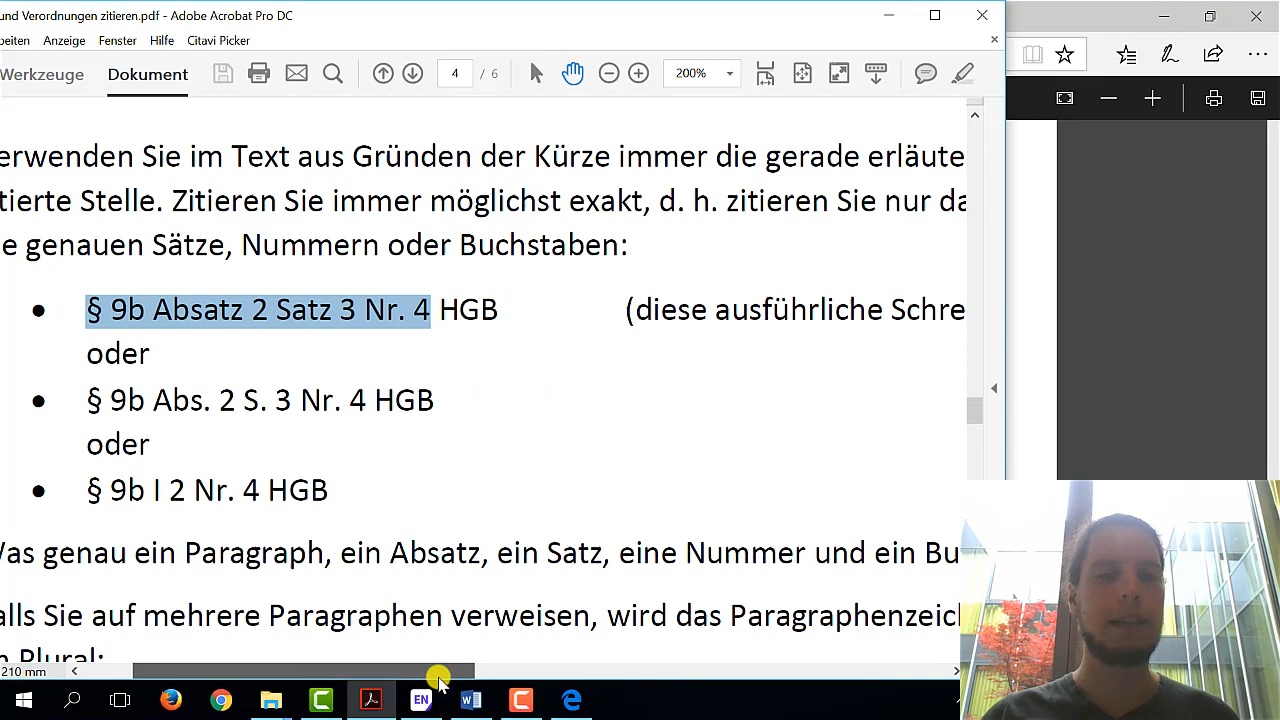 und Verordnungen zitieren.pdf - Adobe Acrobat Pro DC
eiten Anzeige Fenster Hilfe Citavi Picker
Werkzeuge Dokument 4 / 6 200%
erwenden Sie im Text aus Gründen der Kürze immer die gerade erläute
tierte Stelle. Zitieren Sie immer möglichst exakt, d. h. zitieren Sie nur da
e genauen Sätze, Nummern oder Buchstaben:
• § 9b Absatz 2 Satz 3 Nr. 4 HGB (diese ausführliche Schre
oder
• § 9b Abs. 2 S. 3 Nr. 4 HGB
oder
• § 9b I 2 Nr. 4 HGB
Was genau ein Paragraph, ein Absatz, ein Satz, eine Nummer und ein Bu
alls Sie auf mehrere Paragraphen verweisen, wird das Paragraphenzeic
n Plural:
210 mm
EN